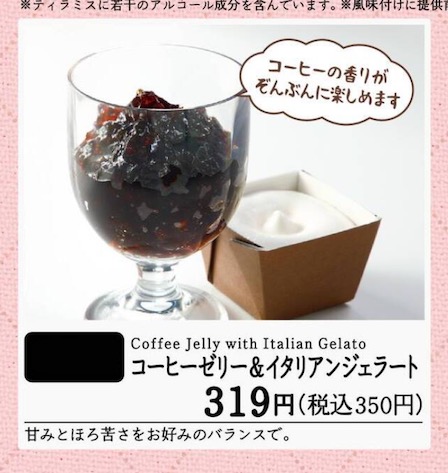 ※ティラミスに若干のアルコール成分を含んでいます。※風味付けに提供
コーヒーの香りが
ぞんぶんに楽しめます
Coffee Jelly with Italian Gelato
コーヒーゼリー&イタリアンジェラート
319円(税込350円)
甘みとほろ苦さをお好みのバランスで。